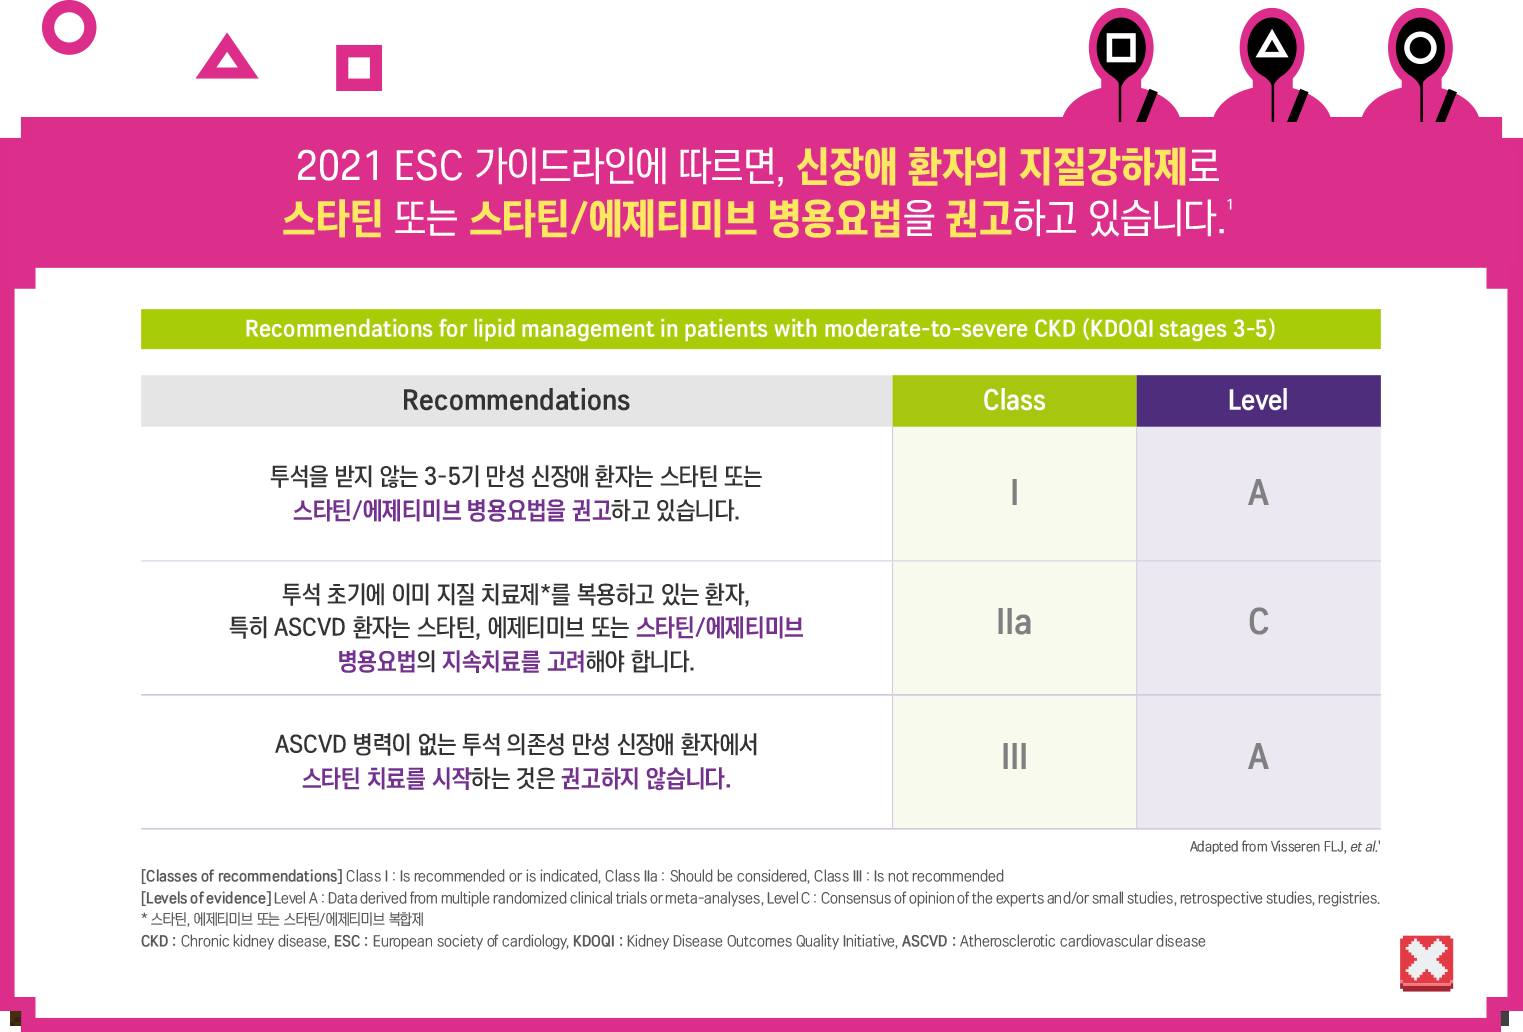 2021 ESC 가이드라인에 따르면, 신장애 환자의 지질강하제로
스타틴 또는 스타틴/에제티미브 병용요법을 권고하고 있습니다.1
Recommendations for lipid management in patients with moderate-to-severe CKD (KDOQI stages 3-5)
Recommendations Class Level
투석을 받지 않는 3-5기 만성 신장애 환자는 스타틴 또는
스타틴/에제티미브 병용요법을 권고하고 있습니다.
I A
투석 초기에 이미 지질 치료제*를 복용하고 있는 환자,
특히 ASCVD 환자는 스타틴, 에제티미브 또는 스타틴/에제티미브
병용요법의 지속치료를 고려해야 합니다.
IIa C
ASCVD 병력이 없는 투석 의존성 만성 신장애 환자에서
스타틴 치료를 시작하는 것은 권고하지 않습니다.
III A
Adapted from Visseren FLJ, et al.1
[Classes of recommendations] Class I : Is recommended or is indicated, Class IIa : Should be considered, Class III : Is not recommended
[Levels of evidence] Level A : Data derived from multiple randomized clinical trials or meta-analyses, Level C : Consensus of opinion of the experts and/or small studies, retrospective studies, registries.
* 스타틴, 에제티미브 또는 스타틴/에제티미브 복합제
CKD : Chronic kidney disease, ESC : European society of cardiology, KDOQI : Kidney Disease Outcomes Quality Initiative, ASCVD : Atherosclerotic cardiovascular disease